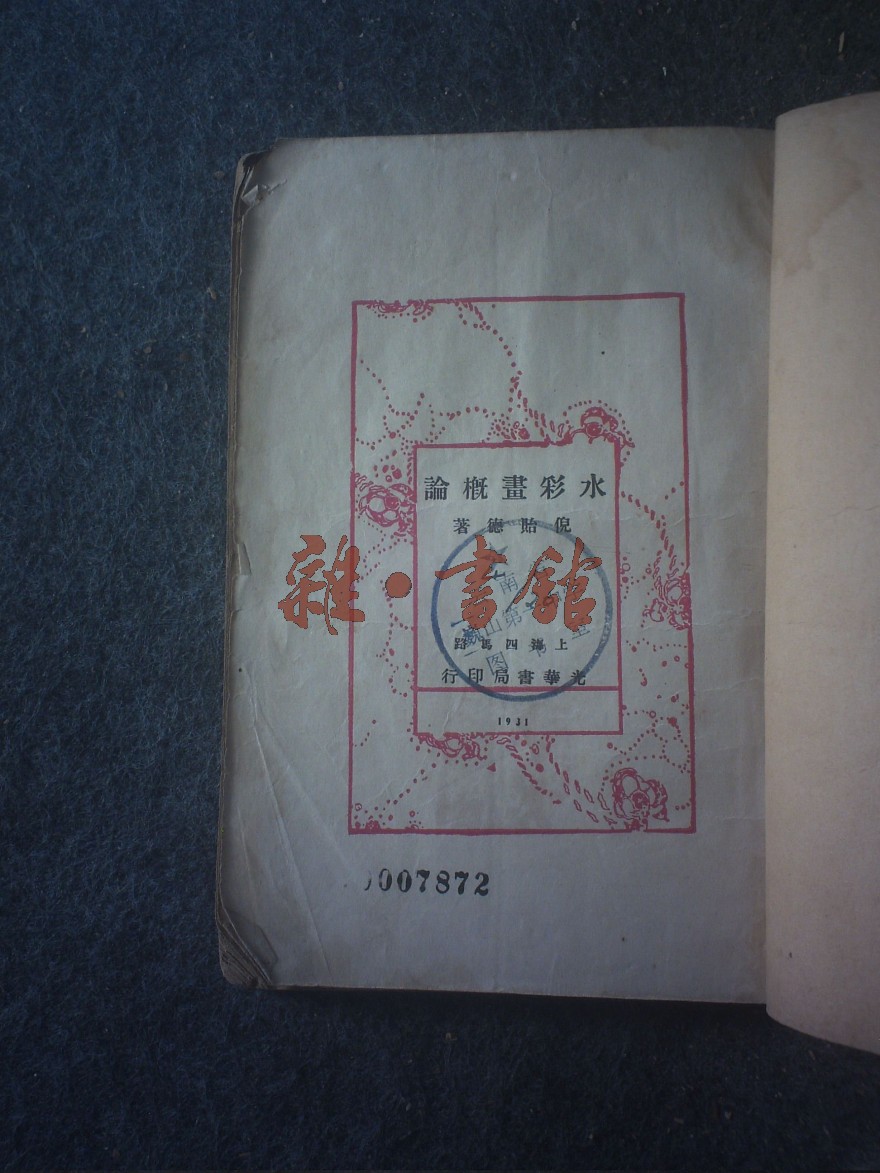 水彩畫概論
倪貽德著
雜·書館
上海四馬路
光華書局印行
1931
007872